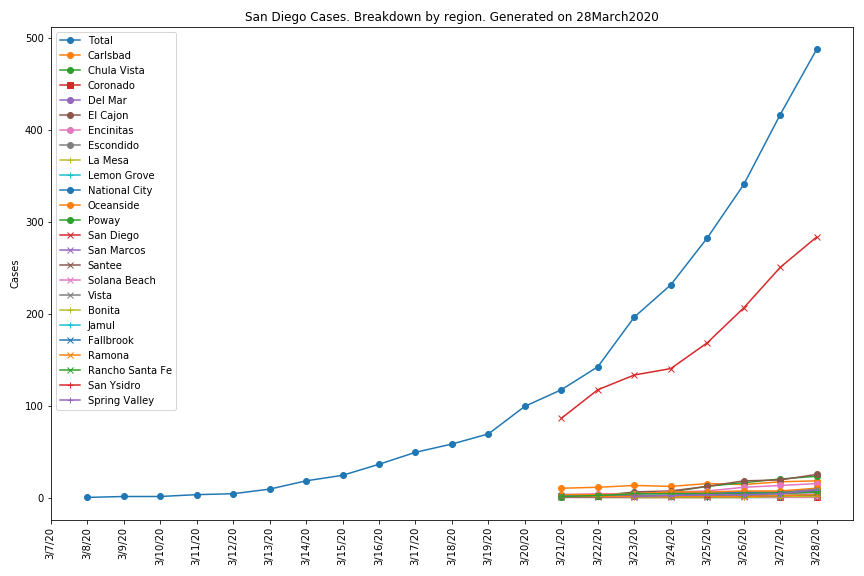 San Diego Cases. Breakdown by region. Generated on 28March2020
500
400
300
200
100
0
Cases
Total
Carlsbad
Chula Vista
Coronado
Del Mar
El Cajon
Encinitas
Escondido
La Mesa
Lemon Grove
National City
Oceanside
Poway
San Diego
San Marcos
Santee
Solana Beach
Vista
Bonita
Jamul
Fallbrook
Ramona
Rancho Santa Fe
San Ysidro
Spring Valley
3/7/20
3/8/20
3/9/20
3/10/20
3/11/20
3/12/20
3/13/20
3/14/20
3/15/20
3/16/20
3/17/20
3/18/20
3/19/20
3/20/20
3/21/20
3/22/20
3/23/20
3/24/20
3/25/20
3/26/20
3/27/20
3/28/20